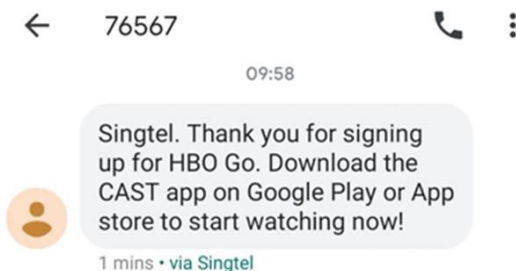 76567
09:58
Singtel. Thank you for signing
up for HBO Go. Download the
CAST app on Google Play or App
store to start watching now!
1 mins • via Singtel